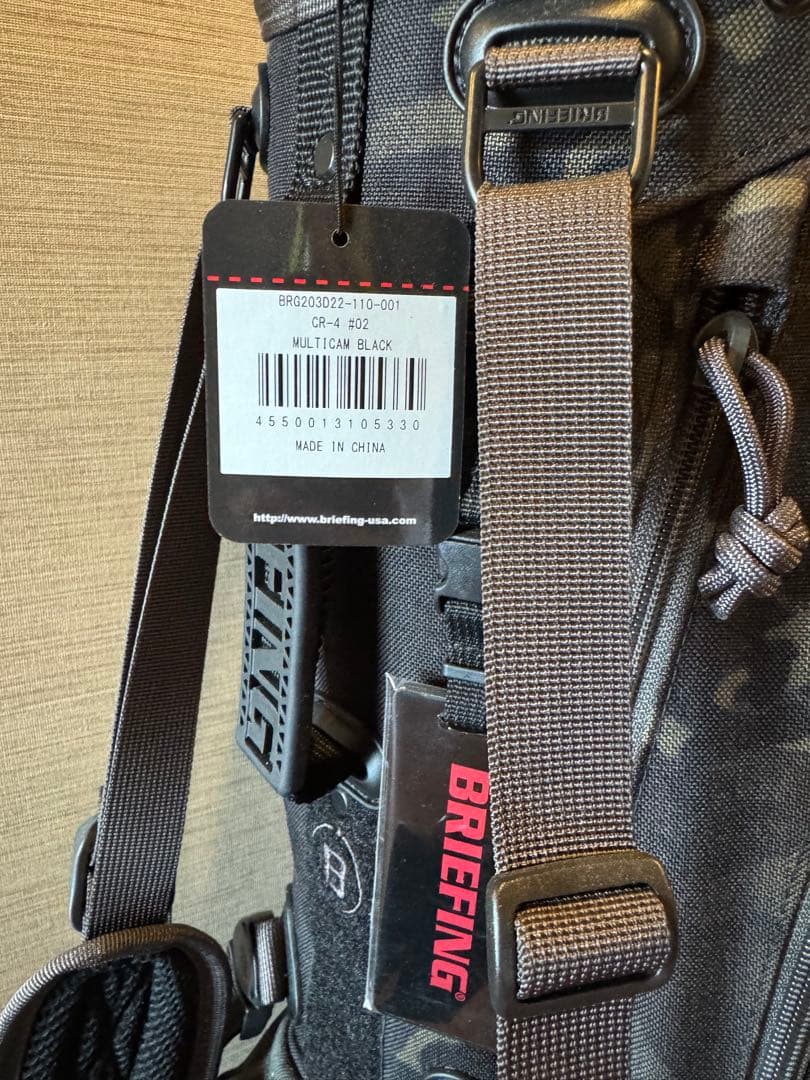 BRIEFING.
BRG203D22-110-001
CR-4 #02
MULTICAM BLACK
4550013105330
MADE IN CHINA
http://www.briefing-usa.com
FING
BRIEFING®